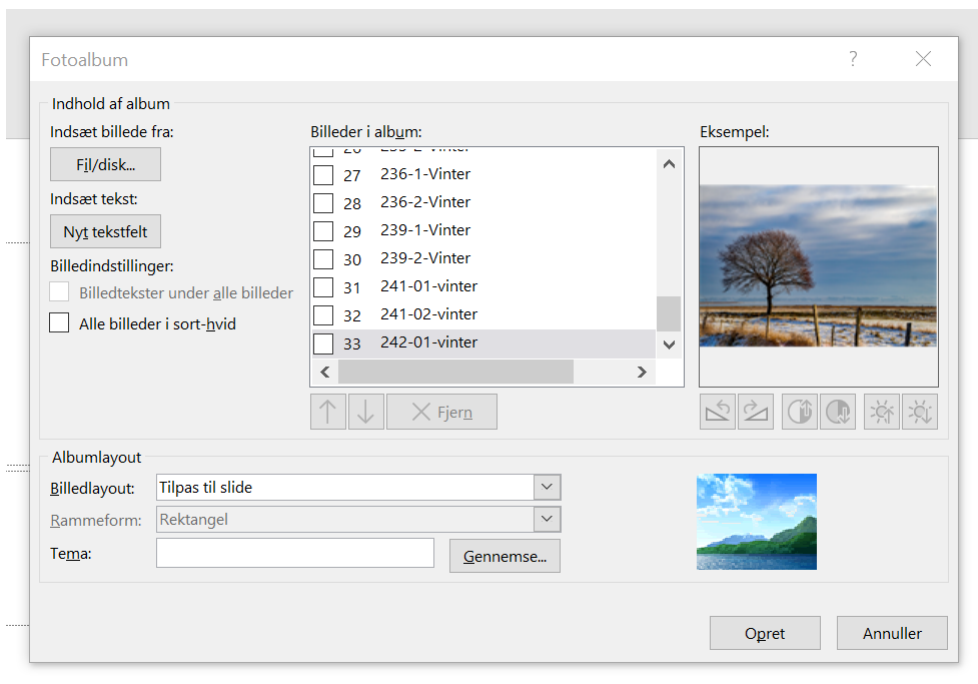 Fotoalbum
Indhold af album
Indsæt billede fra:
Fil/disk...
Indsæt tekst:
Nyt tekstfelt
Billedindstillinger:
Billedtekster under alle billeder
Alle billeder i sort-hvid
Billeder i album:
27 236-1-Vinter
28 236-2-Vinter
29 239-1-Vinter
30 239-2-Vinter
31 241-01-vinter
32 241-02-vinter
33 242-01-vinter
Fjern
Eksempel:
Albumlayout
Billedlayout: Tilpas til slide
Rammeform: Rektangel
Tema:
Gennemse...
Opret Annuller